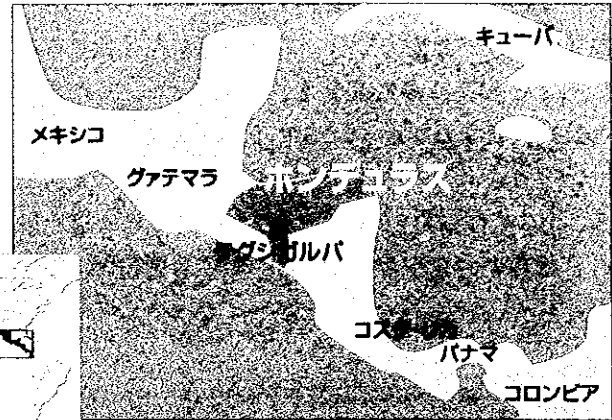 キューバ
メキシコ
グァテマラ
ホンデュラス
テグシガルパ
コスタリカ
パナマ
コロンビア